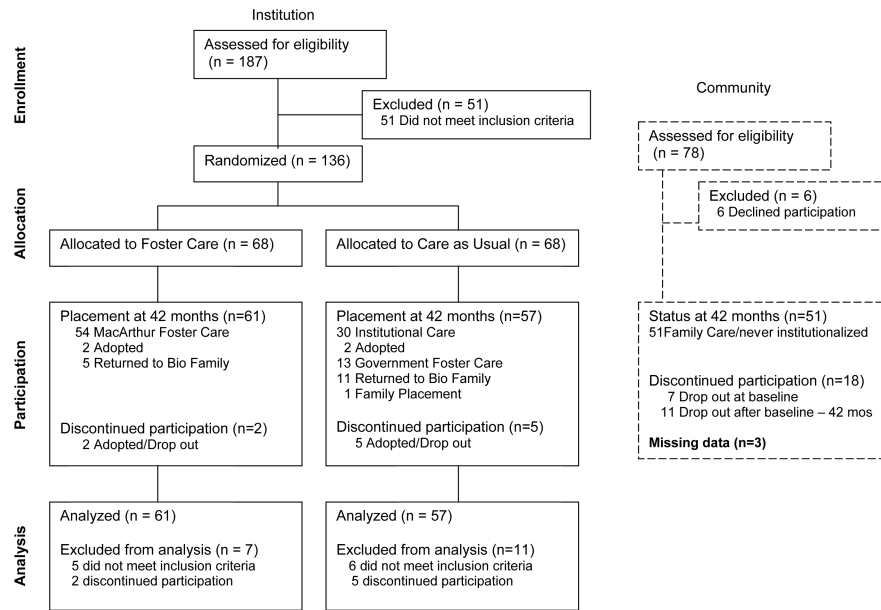 Institution
Enrollment
Assessed for eligibility
(n = 187)
Excluded (n = 51)
51 Did not meet inclusion criteria
Randomized (n = 136)
Allocation
Allocated to Foster Care (n = 68)
Allocated to Care as Usual (n = 68)
Participation
Placement at 42 months (n=61)
54 MacArthur Foster Care
2 Adopted
5 Returned to Bio Family
Discontinued participation (n=2)
2 Adopted/Drop out
Placement at 42 months (n=57)
30 Institutional Care
2 Adopted
13 Government Foster Care
11 Returned to Bio Family
1 Family Placement
Discontinued participation (n=5)
5 Adopted/Drop out
Analysis
Analyzed (n = 61)
Excluded from analysis (n = 7)
5 did not meet inclusion criteria
2 discontinued participation
Analyzed (n = 57)
Excluded from analysis (n=11)
6 did not meet inclusion criteria
5 discontinued participation
Community
Assessed for eligibility
(n = 78)
Excluded (n = 6)
6 Declined participation
Status at 42 months (n=51)
51Family Care/never institutionalized
Discontinued participation (n=18)
7 Drop out at baseline
11 Drop out after baseline – 42 mos
Missing data (n=3)